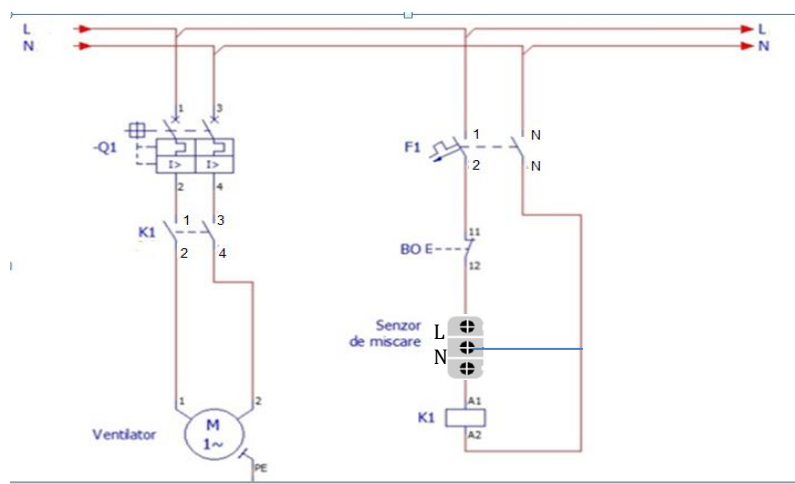 L L
N N
1 3
-Q1
I> I>
2 4
K1 1 3
2 4
1 2
M
1~
Ventilator
PE
F1 1 N
2 N
11
BO E
12
Senzor
de miscare
L
N
A1
K1
A2